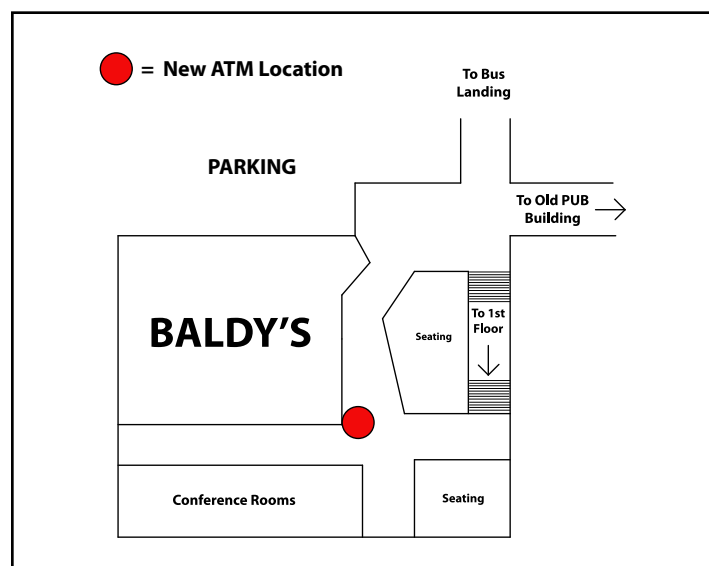 = New ATM Location
To Bus
Landing
PARKING
To Old PUB
Building
BALDY'S
To 1st
Floor
Seating
Conference Rooms
Seating